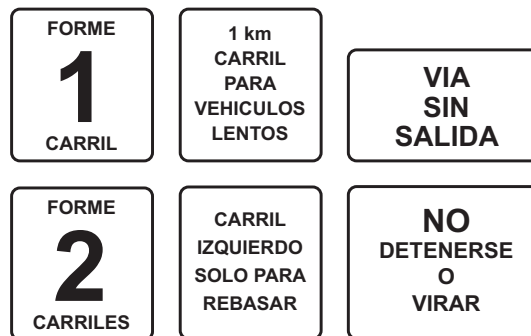 FORME
1
CARRIL
1 km
CARRIL
PARA
VEHICULOS
LENTOS
VIA
SIN
SALIDA
FORME
2
CARRILES
CARRIL
IZQUIERDO
SOLO PARA
REBASAR
NO
DETENERSE
O
VIRAR